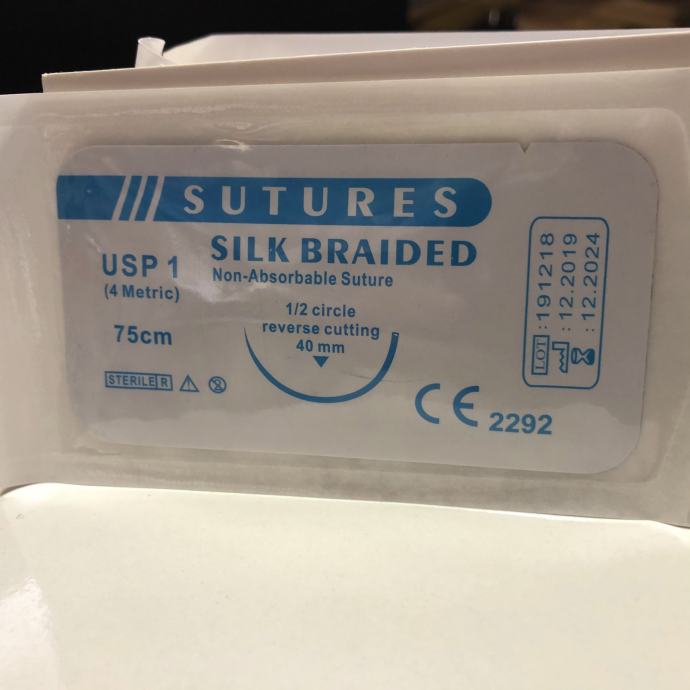 SUTURES
SILK BRAIDED
Non-Absorbable Suture
USP 1
(4 Metric)
75cm
1/2 circle
reverse cutting
40 mm
STERILE R
2
CE 2292
LOT : 191218
: 12.2019
: 12.2024